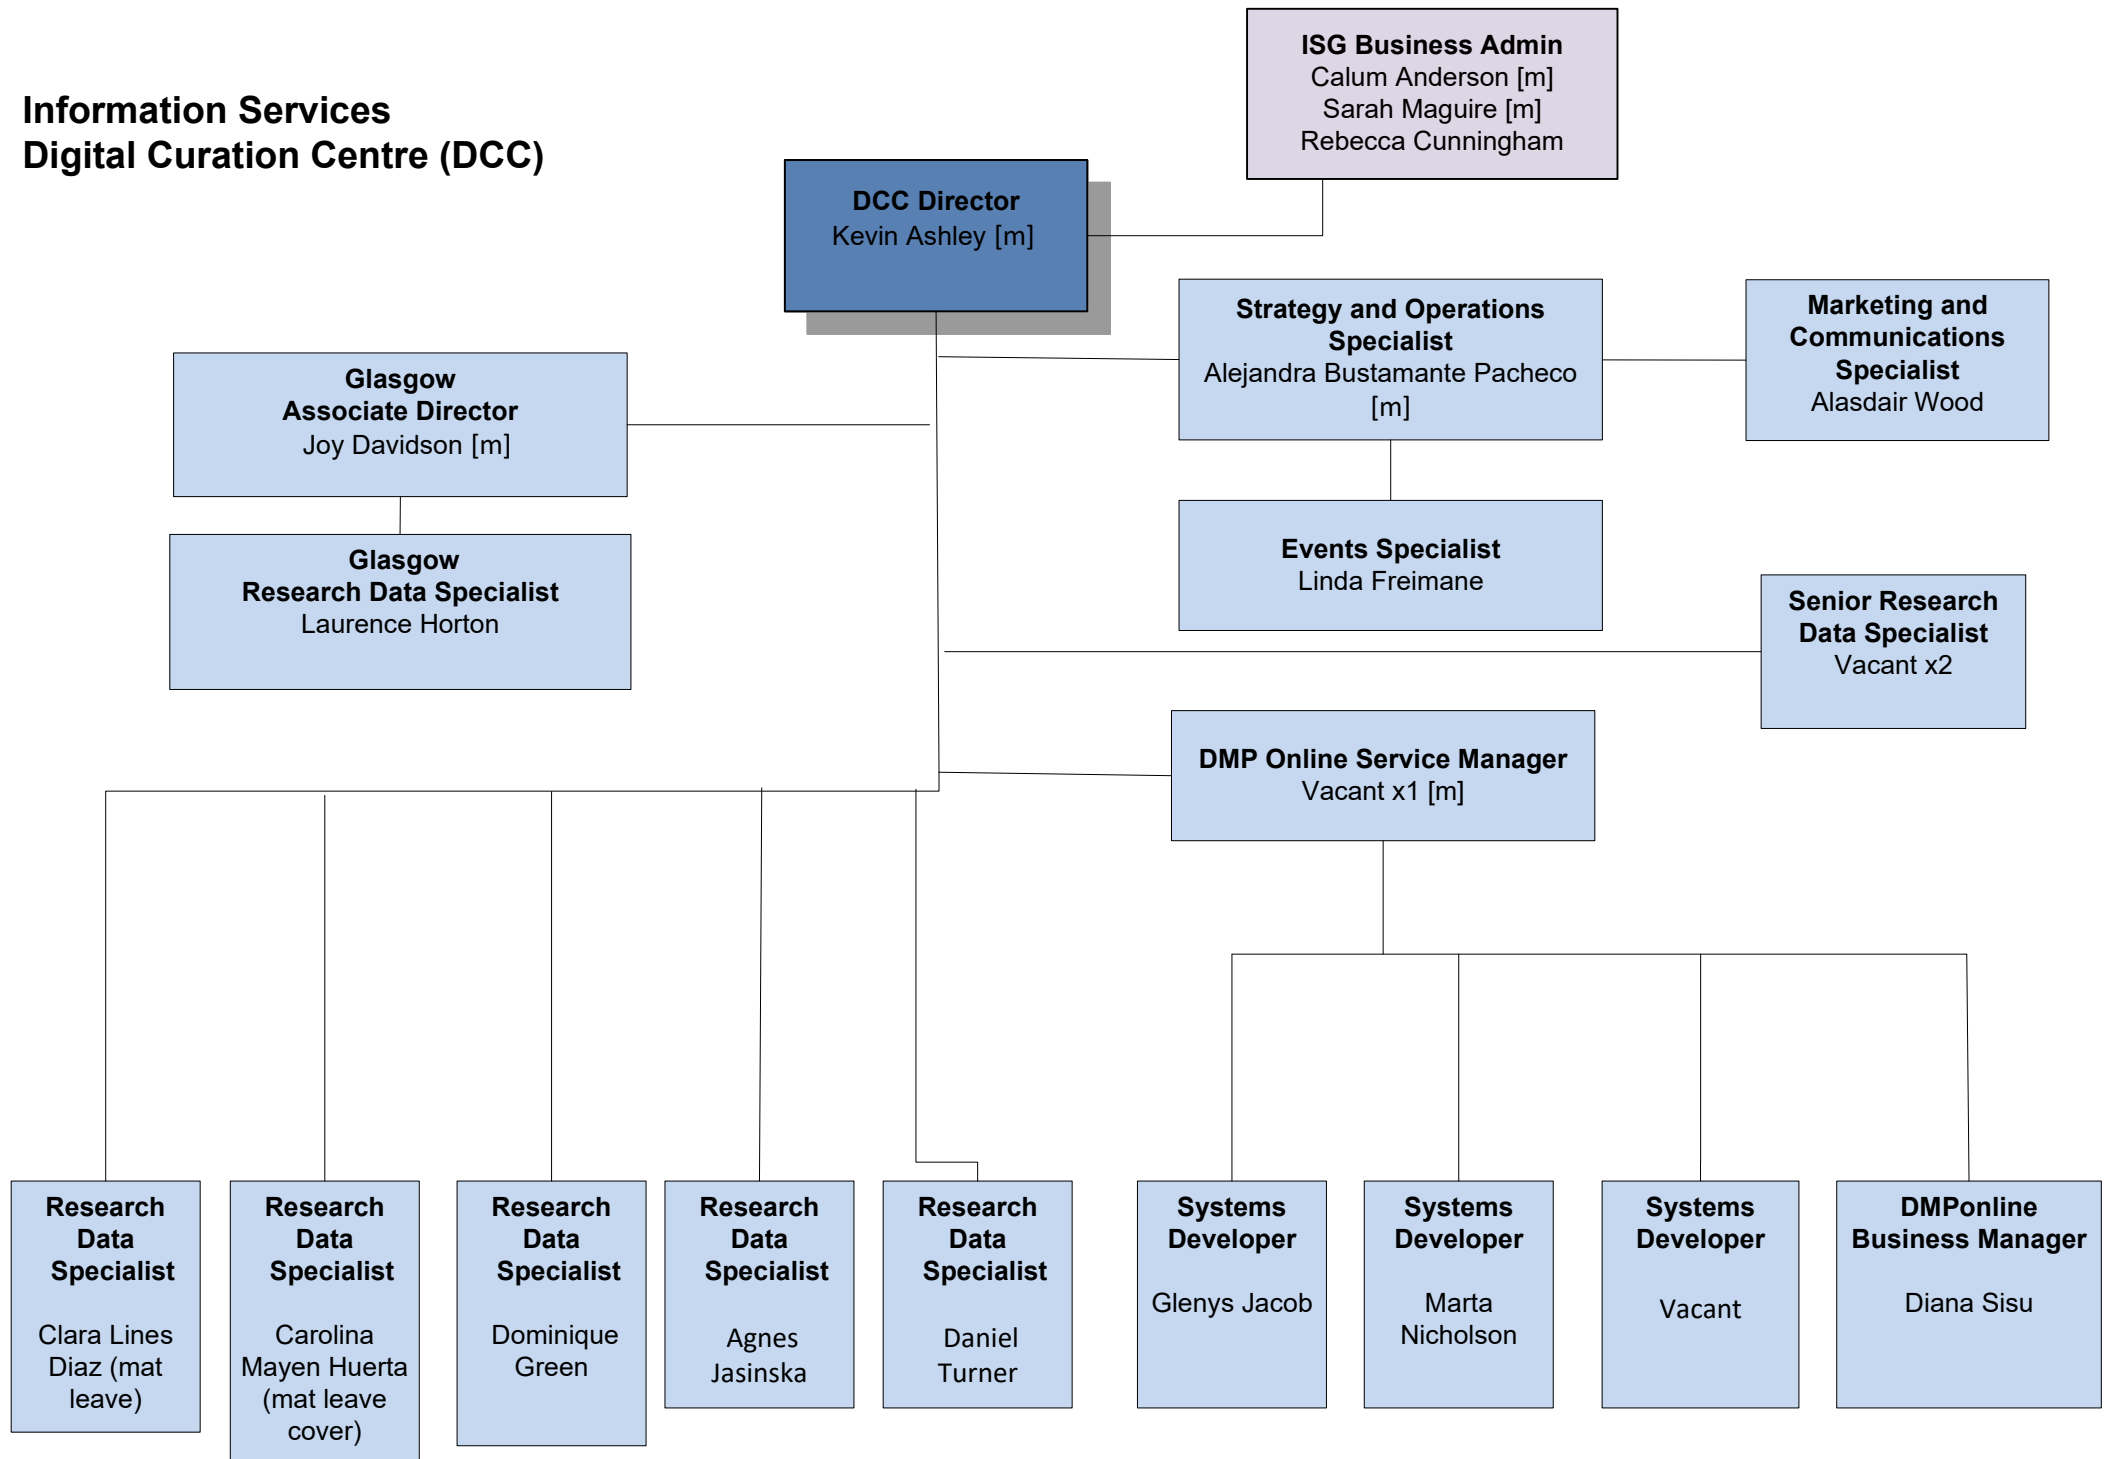 Information Services
Digital Curation Centre (DCC)
ISG Business Admin
Calum Anderson [m]
Sarah Maguire [m]
Rebecca Cunningham
DCC Director
Kevin Ashley [m]
Strategy and Operations
Specialist
Alejandra Bustamante Pacheco
[m]
Marketing and
Communications
Specialist
Alasdair Wood
Glasgow
Associate Director
Joy Davidson [m]
Glasgow
Research Data Specialist
Laurence Horton
Events Specialist
Linda Freimane
Senior Research
Data Specialist
Vacant x2
DMP Online Service Manager
Vacant x1 [m]
Research
Data
Specialist
Clara Lines
Diaz (mat
leave)
Research
Data
Specialist
Carolina
Mayen Huerta
(mat leave
cover)
Research
Data
Specialist
Dominique
Green
Research
Data
Specialist
Agnes
Jasinska
Research
Data
Specialist
Daniel
Turner
Systems
Developer
Glenys Jacob
Systems
Developer
Marta
Nicholson
Systems
Developer
Vacant
DMPonline
Business Manager
Diana Sisu